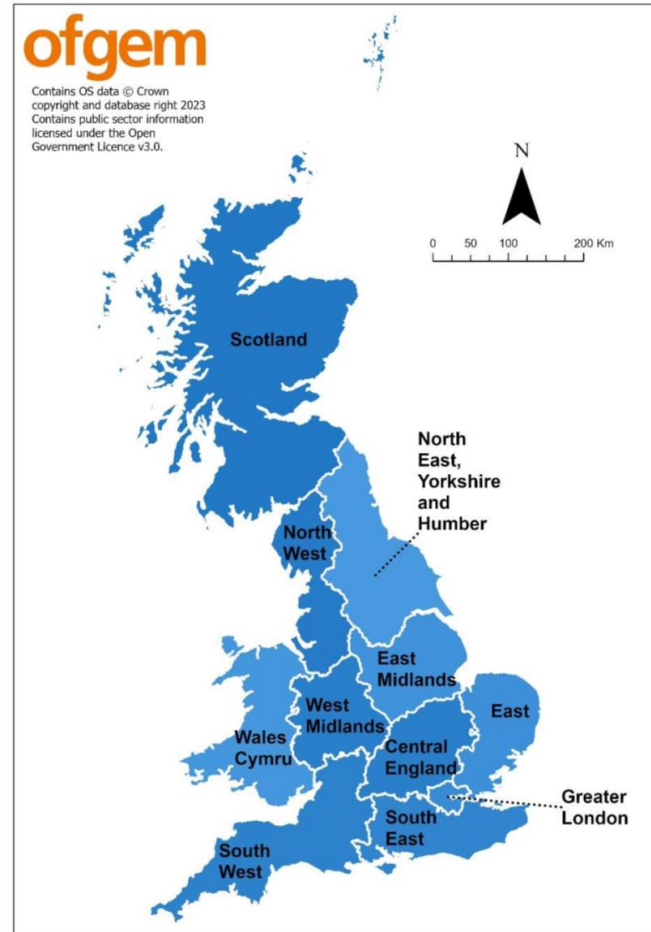 ofgem
Contains OS data © Crown
copyright and database right 2023
Contains public sector information
licensed under the Open
Government Licence v3.0.
N
0 50 100 200 Km
Scotland
North
East,
Yorkshire
and
Humber
North
West
East
Midlands
West
Midlands
East
Wales
Cymru
Central
England
Greater
London
South
East
South
West